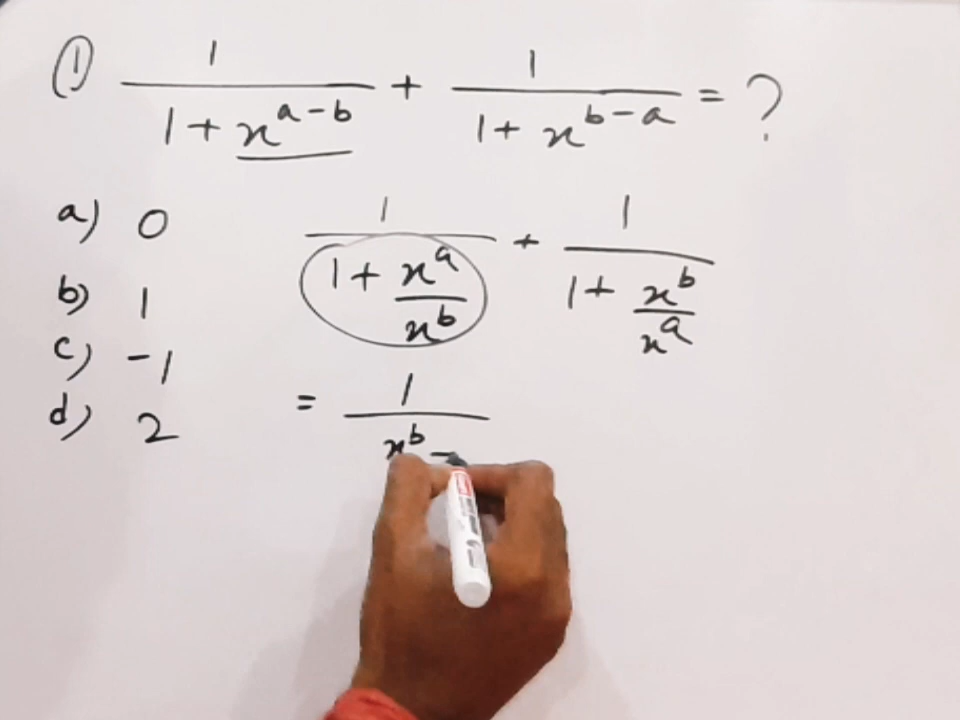 ① 1/(1 + x^(a-b)) + 1/(1 + x^(b-a)) = ?
a) 0
1/(1 + x^a/x^b) + 1/(1 + x^b/x^a)
b) 1
c) -1
d) 2
= 1/(x^b